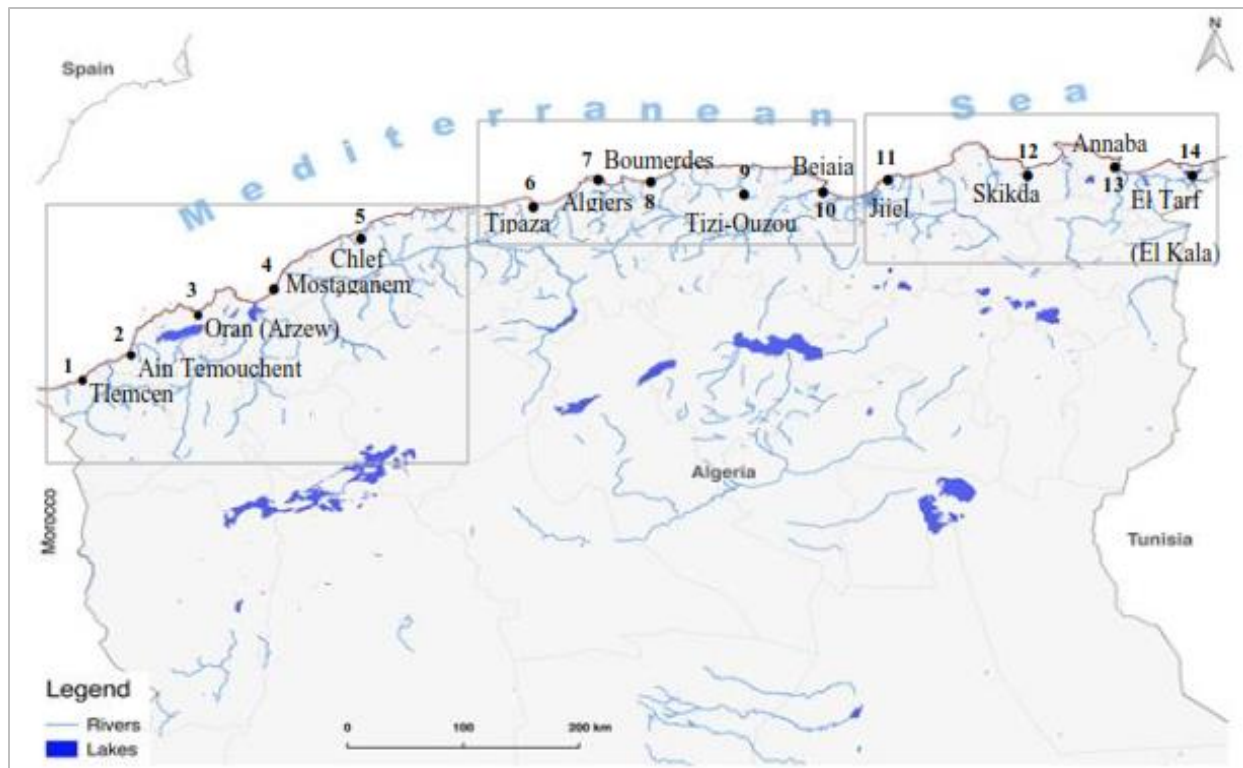 N
Spain
Mediterranean Sea
1
Tlemcen
2
Ain Temouchent
3
Oran (Arzew)
4
Mostaganem
5
Chlef
6
Tipaza
7
Algiers
Boumerdes
8
9
Tizi-Ouzou
Bejaia
10
11
Jijel
12
Skikda
Annaba
13
14
El Tarf
(El Kala)
Algeria
Morocco
Tunisia
Legend
Rivers
Lakes
0 100 200 km